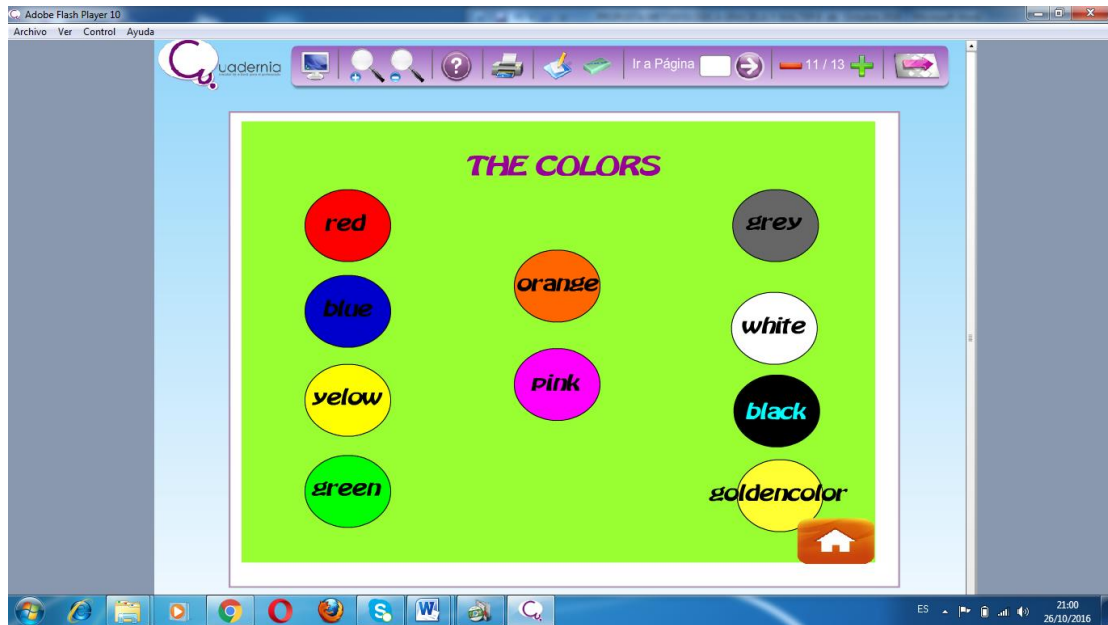 Adobe Flash Player 10
Archivo Ver Control Ayuda
Cuadernia
Ir a Página
11 / 13
THE COLORS
red
grey
orange
blue
white
yelow
pink
black
green
goldencolor
ES
21:00
26/10/2016